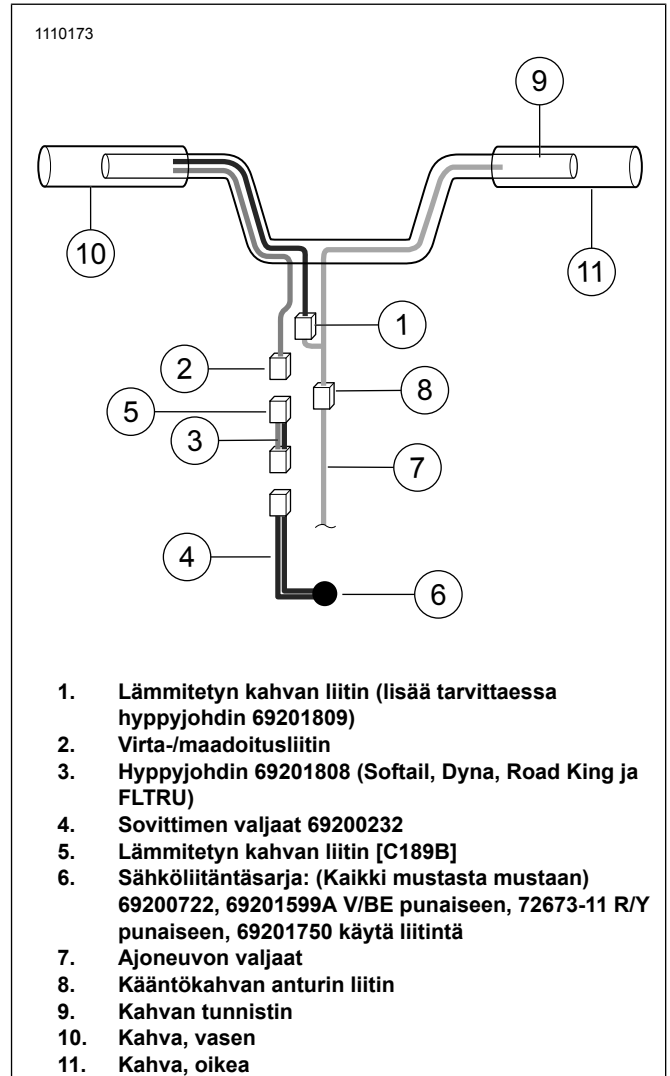 1110173
9
10
11
1
2
8
5
3
7
4
6
1. Lämmitetyn kahvan liitin (lisää tarvittaessa
hyppyjohdin 69201809)
2. Virta-/maadoitusliitin
3. Hyppyjohdin 69201808 (Softail, Dyna, Road King ja
FLTRU)
4. Sovittimen valjaat 69200232
5. Lämmitetyn kahvan liitin [C189B]
6. Sähköliitäntäsarja: (Kaikki mustasta mustaan)
69200722, 69201599A V/BE punaiseen, 72673-11 R/Y
punaiseen, 69201750 käytä liitintä
7. Ajoneuvon valjaat
8. Kääntökahvan anturin liitin
9. Kahvan tunnistin
10. Kahva, vasen
11. Kahva, oikea